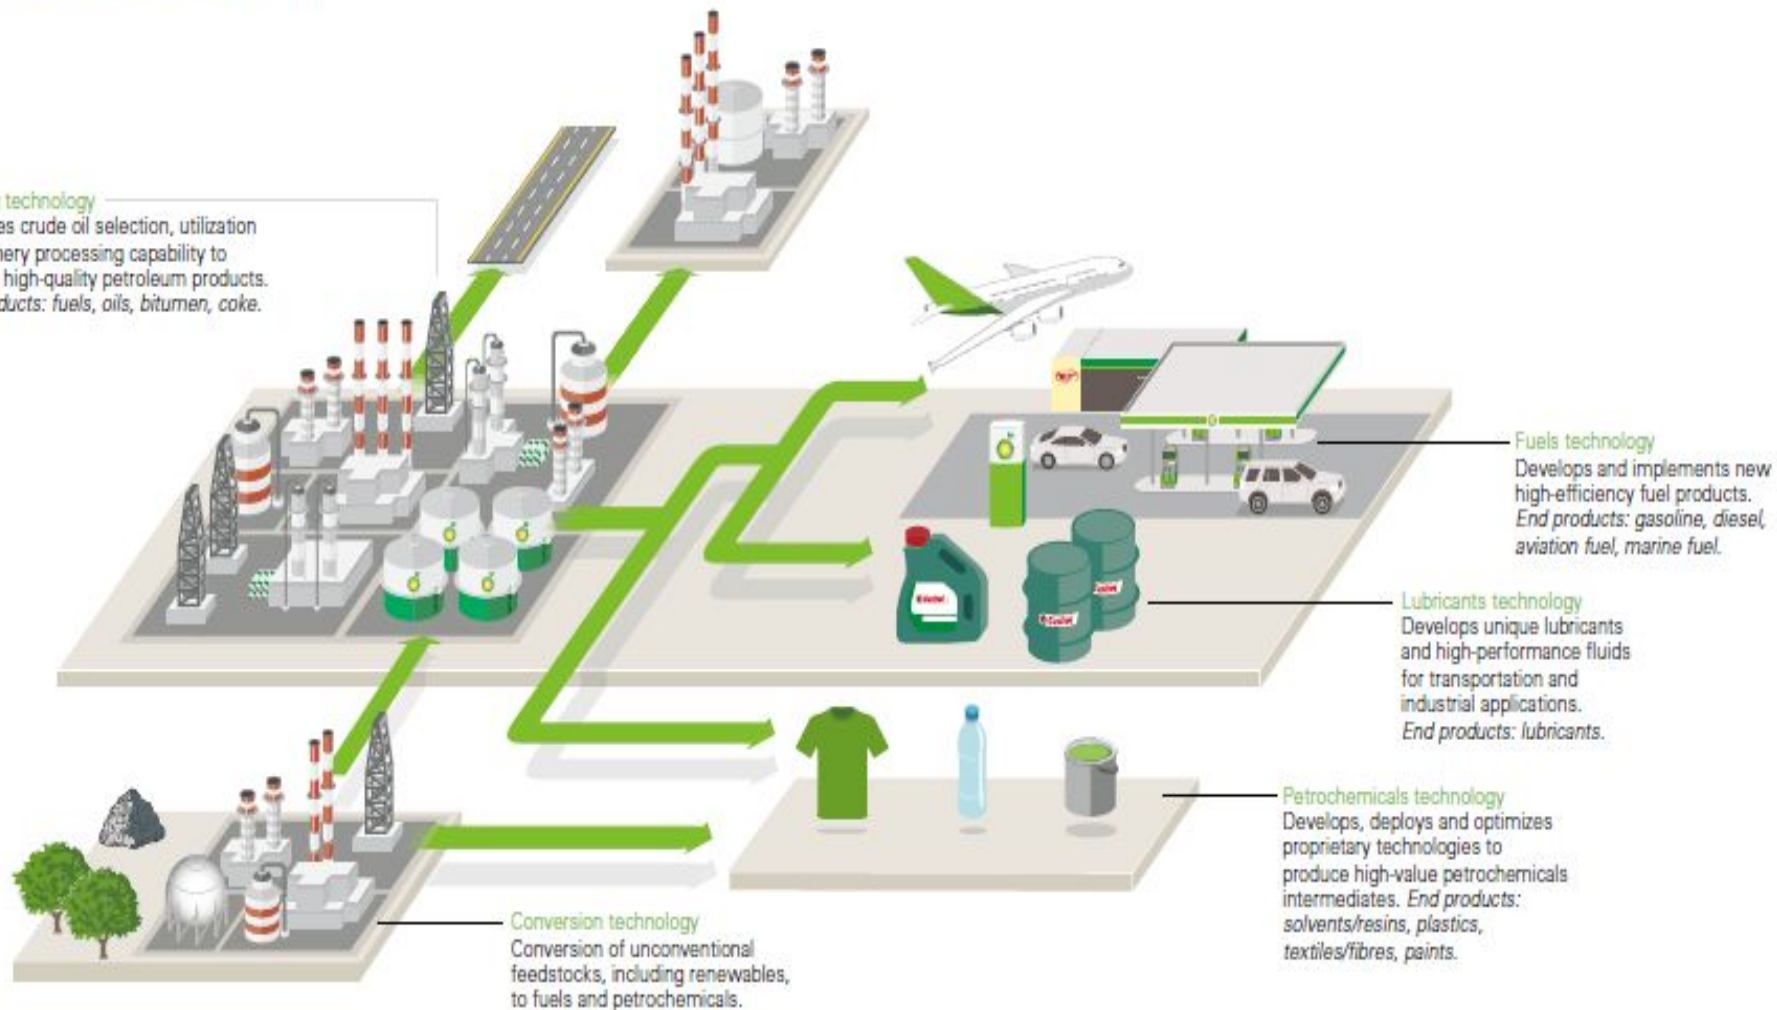 technology
es crude oil selection, utilization
nery processing capability to
high-quality petroleum products.
ducts: fuels, oils, bitumen, coke.
Fuels technology
Develops and implements new
high-efficiency fuel products.
End products: gasoline, diesel,
aviation fuel, marine fuel.
Castrol
Castrol
Castrol
Lubricants technology
Develops unique lubricants
and high-performance fluids
for transportation and
industrial applications.
End products: lubricants.
Petrochemicals technology
Develops, deploys and optimizes
proprietary technologies to
produce high-value petrochemicals
intermediates. End products:
solvents/resins, plastics,
textiles/fibres, paints.
Conversion technology
Conversion of unconventional
feedstocks, including renewables,
to fuels and petrochemicals.